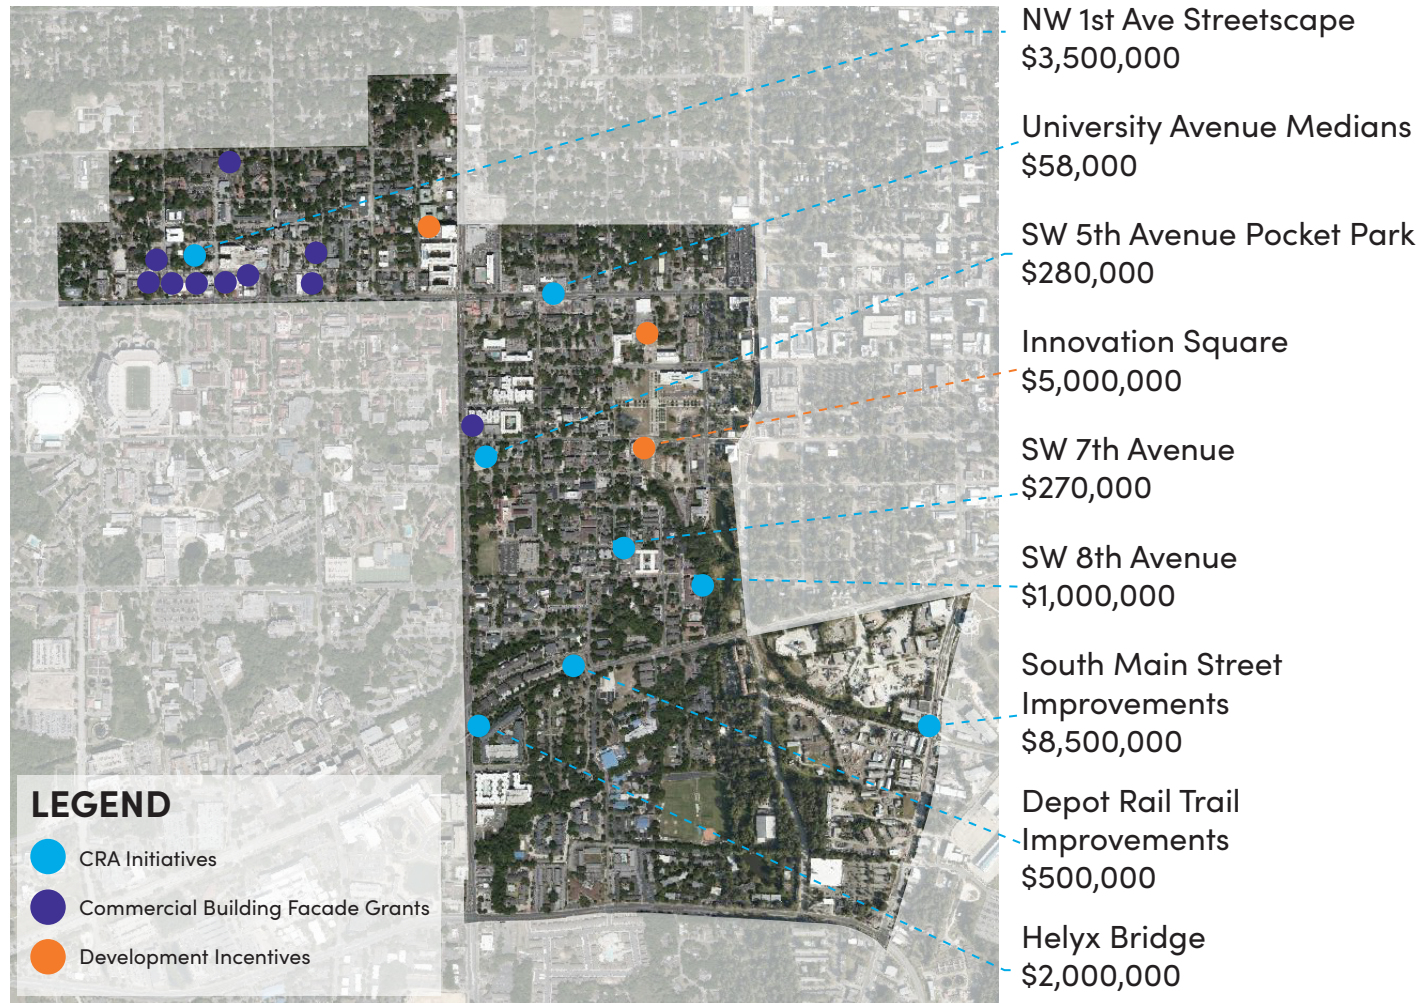 NW 1st Ave Streetscape
$3,500,000
University Avenue Medians
$58,000
SW 5th Avenue Pocket Park
$280,000
Innovation Square
$5,000,000
SW 7th Avenue
$270,000
SW 8th Avenue
$1,000,000
South Main Street
Improvements
$8,500,000
Depot Rail Trail
Improvements
$500,000
Helyx Bridge
$2,000,000
LEGEND
CRA Initiatives
Commercial Building Facade Grants
Development Incentives